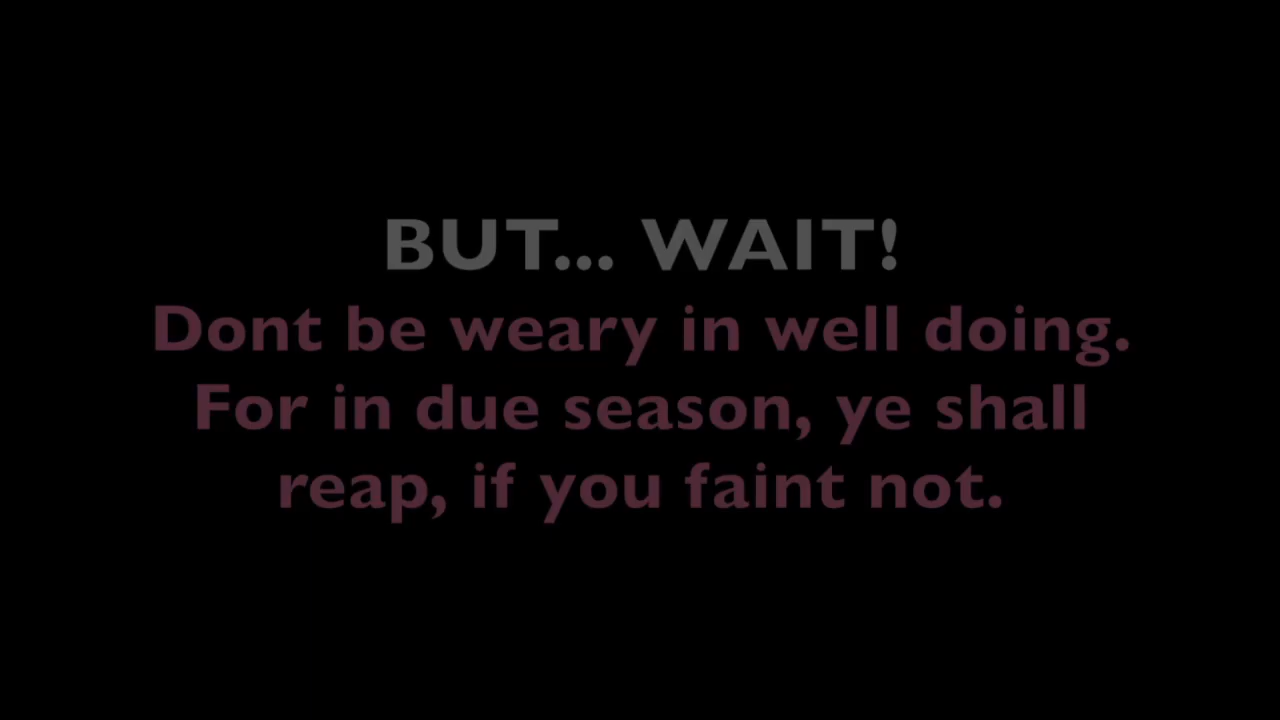 BUT... WAIT!
Dont be weary in well doing.
For in due season, ye shall
reap, if you faint not.